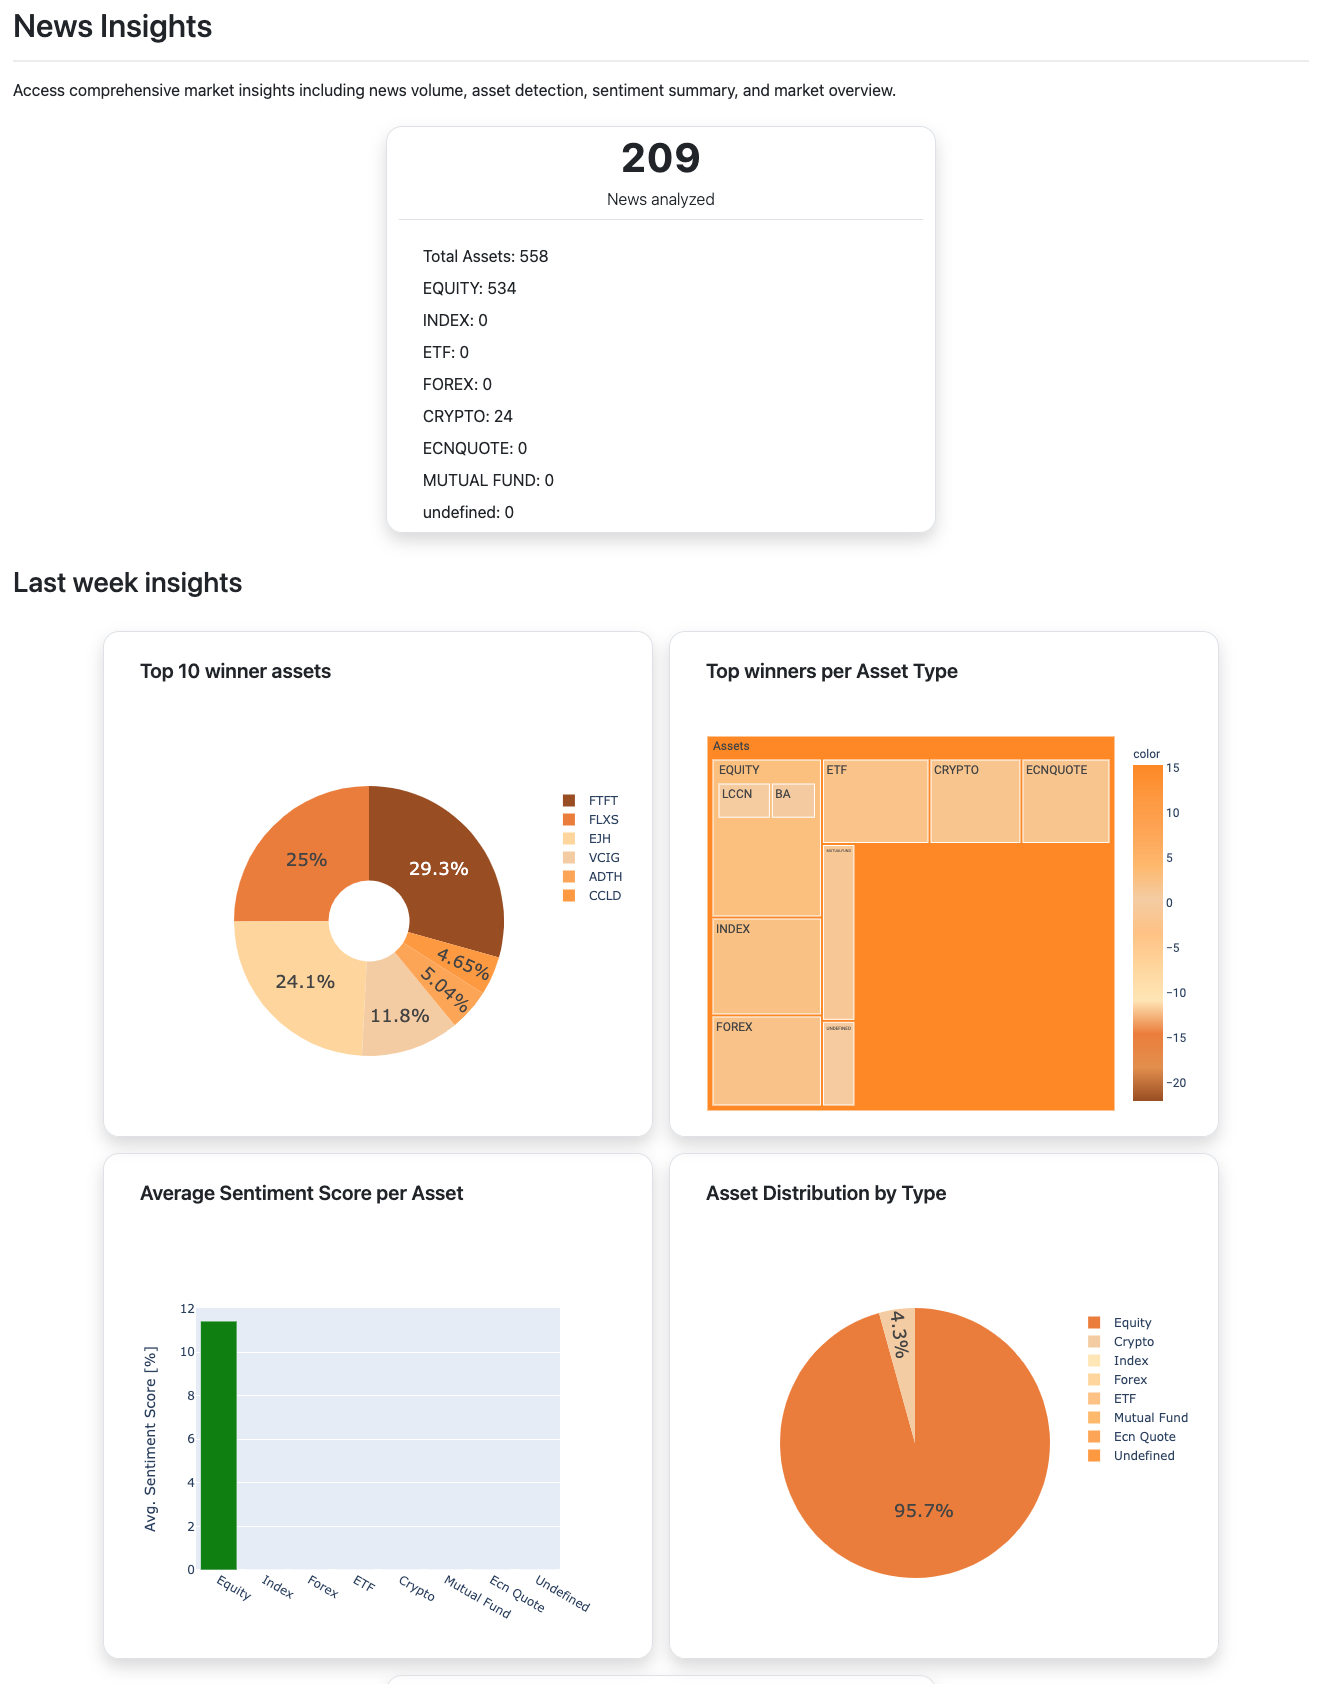 News Insights
Access comprehensive market insights including news volume, asset detection, sentiment summary, and market overview.
209
News analyzed
Total Assets: 558
EQUITY: 534
INDEX: 0
ETF: 0
FOREX: 0
CRYPTO: 24
ECNQUOTE: 0
MUTUAL FUND: 0
undefined: 0
Last week insights
Top 10 winner assets
29.3%
25%
24.1%
11.8%
5.04%
4.65%
FTFT
FLXS
EJH
VCIG
ADTH
CCLD
Top winners per Asset Type
Assets
EQUITY
LCCN
BA
ETF
CRYPTO
ECNQUOTE
MUTUALFUND
INDEX
FOREX
UNDEFINED
color
15
10
5
0
−5
−10
−15
−20
Average Sentiment Score per Asset
Avg. Sentiment Score [%]
12
10
8
6
4
2
0
Equity
Index
Forex
ETF
Crypto
Mutual Fund
Ecn Quote
Undefined
Asset Distribution by Type
4.3%
95.7%
Equity
Crypto
Index
Forex
ETF
Mutual Fund
Ecn Quote
Undefined